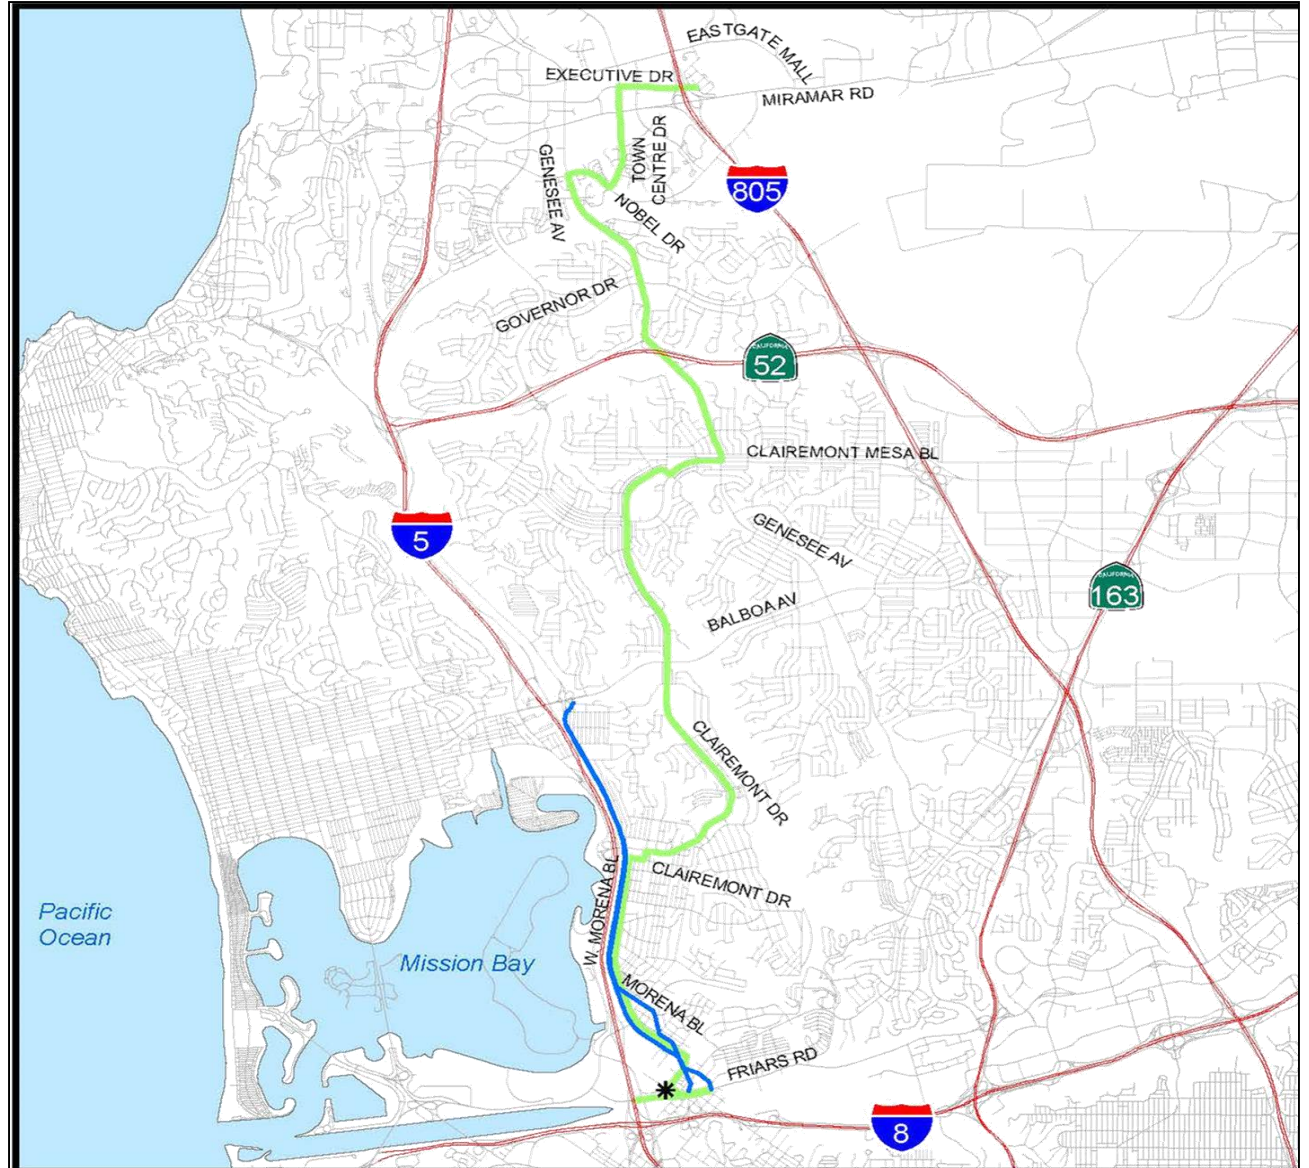 EASTGATE MALL
EXECUTIVE DR
MIRAMAR RD
TOWN
CENTRE DR
GENESEE AV
805
NOBEL DR
GOVERNOR DR
CALIFORNIA
52
CLAIREMONT MESA BL
5
GENESEE AV
CALIFORNIA
163
BALBOA AV
CLAIREMONT DR
CLAIREMONT DR
W. MORENA BL
Pacific
Ocean
Mission Bay
MORENA BL
FRIARS RD
8